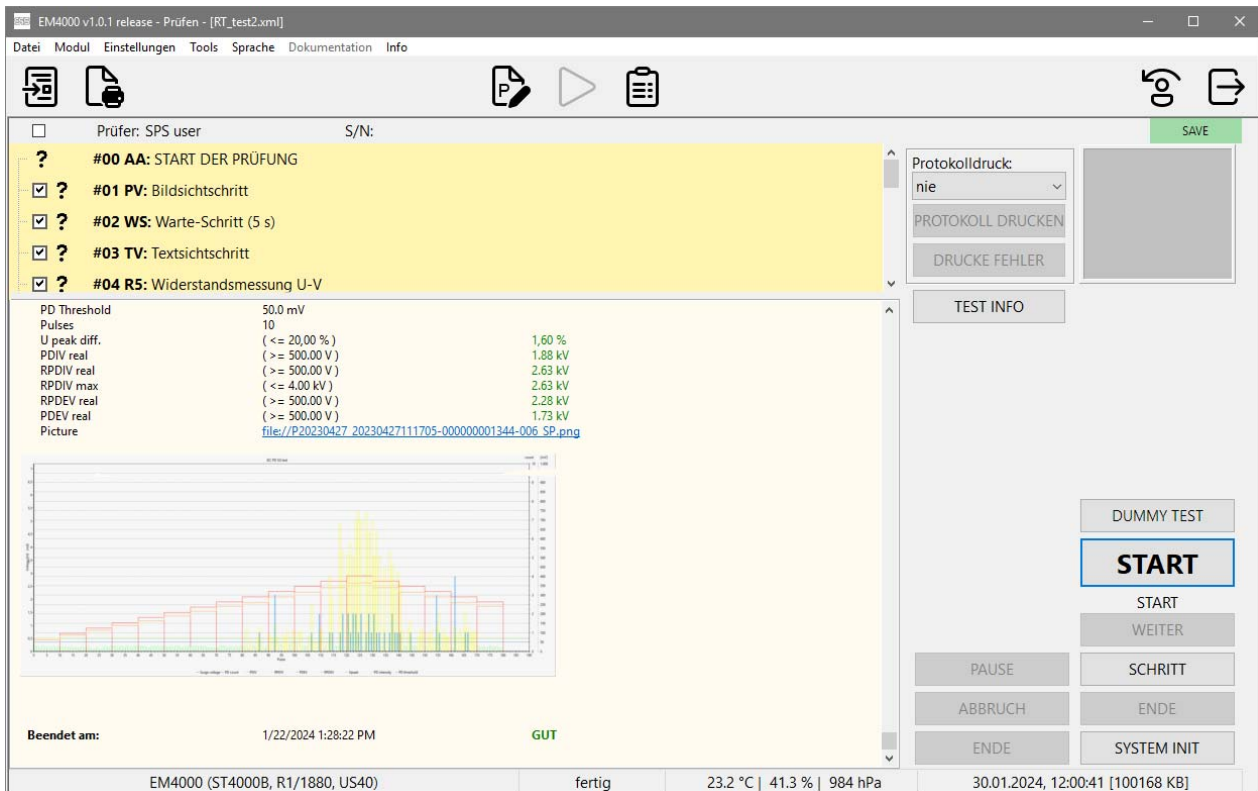 EM4000 v1.0.1 release - Prüfen - [RT_test2.xml]
Datei Modul Einstellungen Tools Sprache Dokumentation Info
Prüfer: SPS user S/N: SAVE
? #00 AA: START DER PRÜFUNG
? #01 PV: Bildsichtschritt
? #02 WS: Warte-Schritt (5 s)
? #03 TV: Textsichtschritt
? #04 R5: Widerstandsmessung U-V
Protokolldruck:
nie
PROTOKOLL DRUCKEN
DRUCKE FEHLER
TEST INFO
PD Threshold 50.0 mV
Pulses 10
U peak diff. ( <= 20,00 % ) 1,60 %
PDIV real ( >= 500.00 V ) 1.88 kV
RPDIV real ( >= 500.00 V ) 2.63 kV
RPDIV max ( <= 4.00 kV ) 2.63 kV
RPDEV real ( >= 500.00 V ) 2.28 kV
PDEV real ( >= 500.00 V ) 1.73 kV
Picture file://P20230427_20230427111705-000000001344-006_SP.png
Beendet am: 1/22/2024 1:28:22 PM GUT
DUMMY TEST
START
START
WEITER
PAUSE SCHRITT
ABBRUCH ENDE
ENDE SYSTEM INIT
EM4000 (ST4000B, R1/1880, US40) fertig 23.2 °C | 41.3 % | 984 hPa 30.01.2024, 12:00:41 [100168 KB]